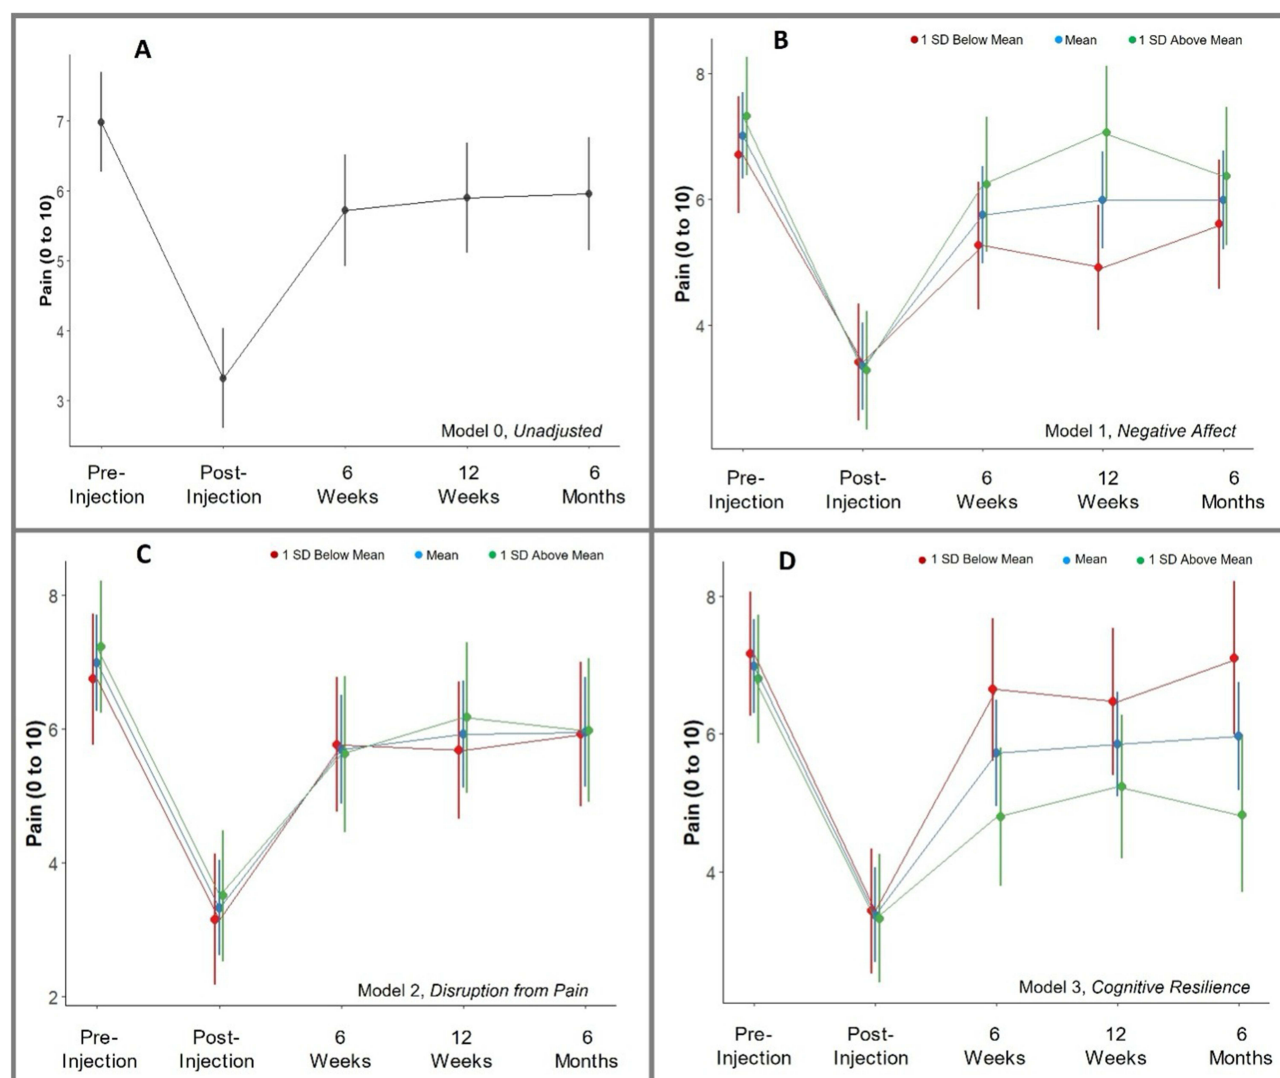 A
Pain (0 to 10)
7
6
5
4
3
Model 0, Unadjusted
Pre-
Injection
Post-
Injection
6
Weeks
12
Weeks
6
Months
B
1 SD Below Mean
Mean
1 SD Above Mean
Pain (0 to 10)
8
6
4
Model 1, Negative Affect
Pre-
Injection
Post-
Injection
6
Weeks
12
Weeks
6
Months
C
1 SD Below Mean
Mean
1 SD Above Mean
Pain (0 to 10)
8
6
4
2
Model 2, Disruption from Pain
Pre-
Injection
Post-
Injection
6
Weeks
12
Weeks
6
Months
D
1 SD Below Mean
Mean
1 SD Above Mean
Pain (0 to 10)
8
6
4
Model 3, Cognitive Resilience
Pre-
Injection
Post-
Injection
6
Weeks
12
Weeks
6
Months